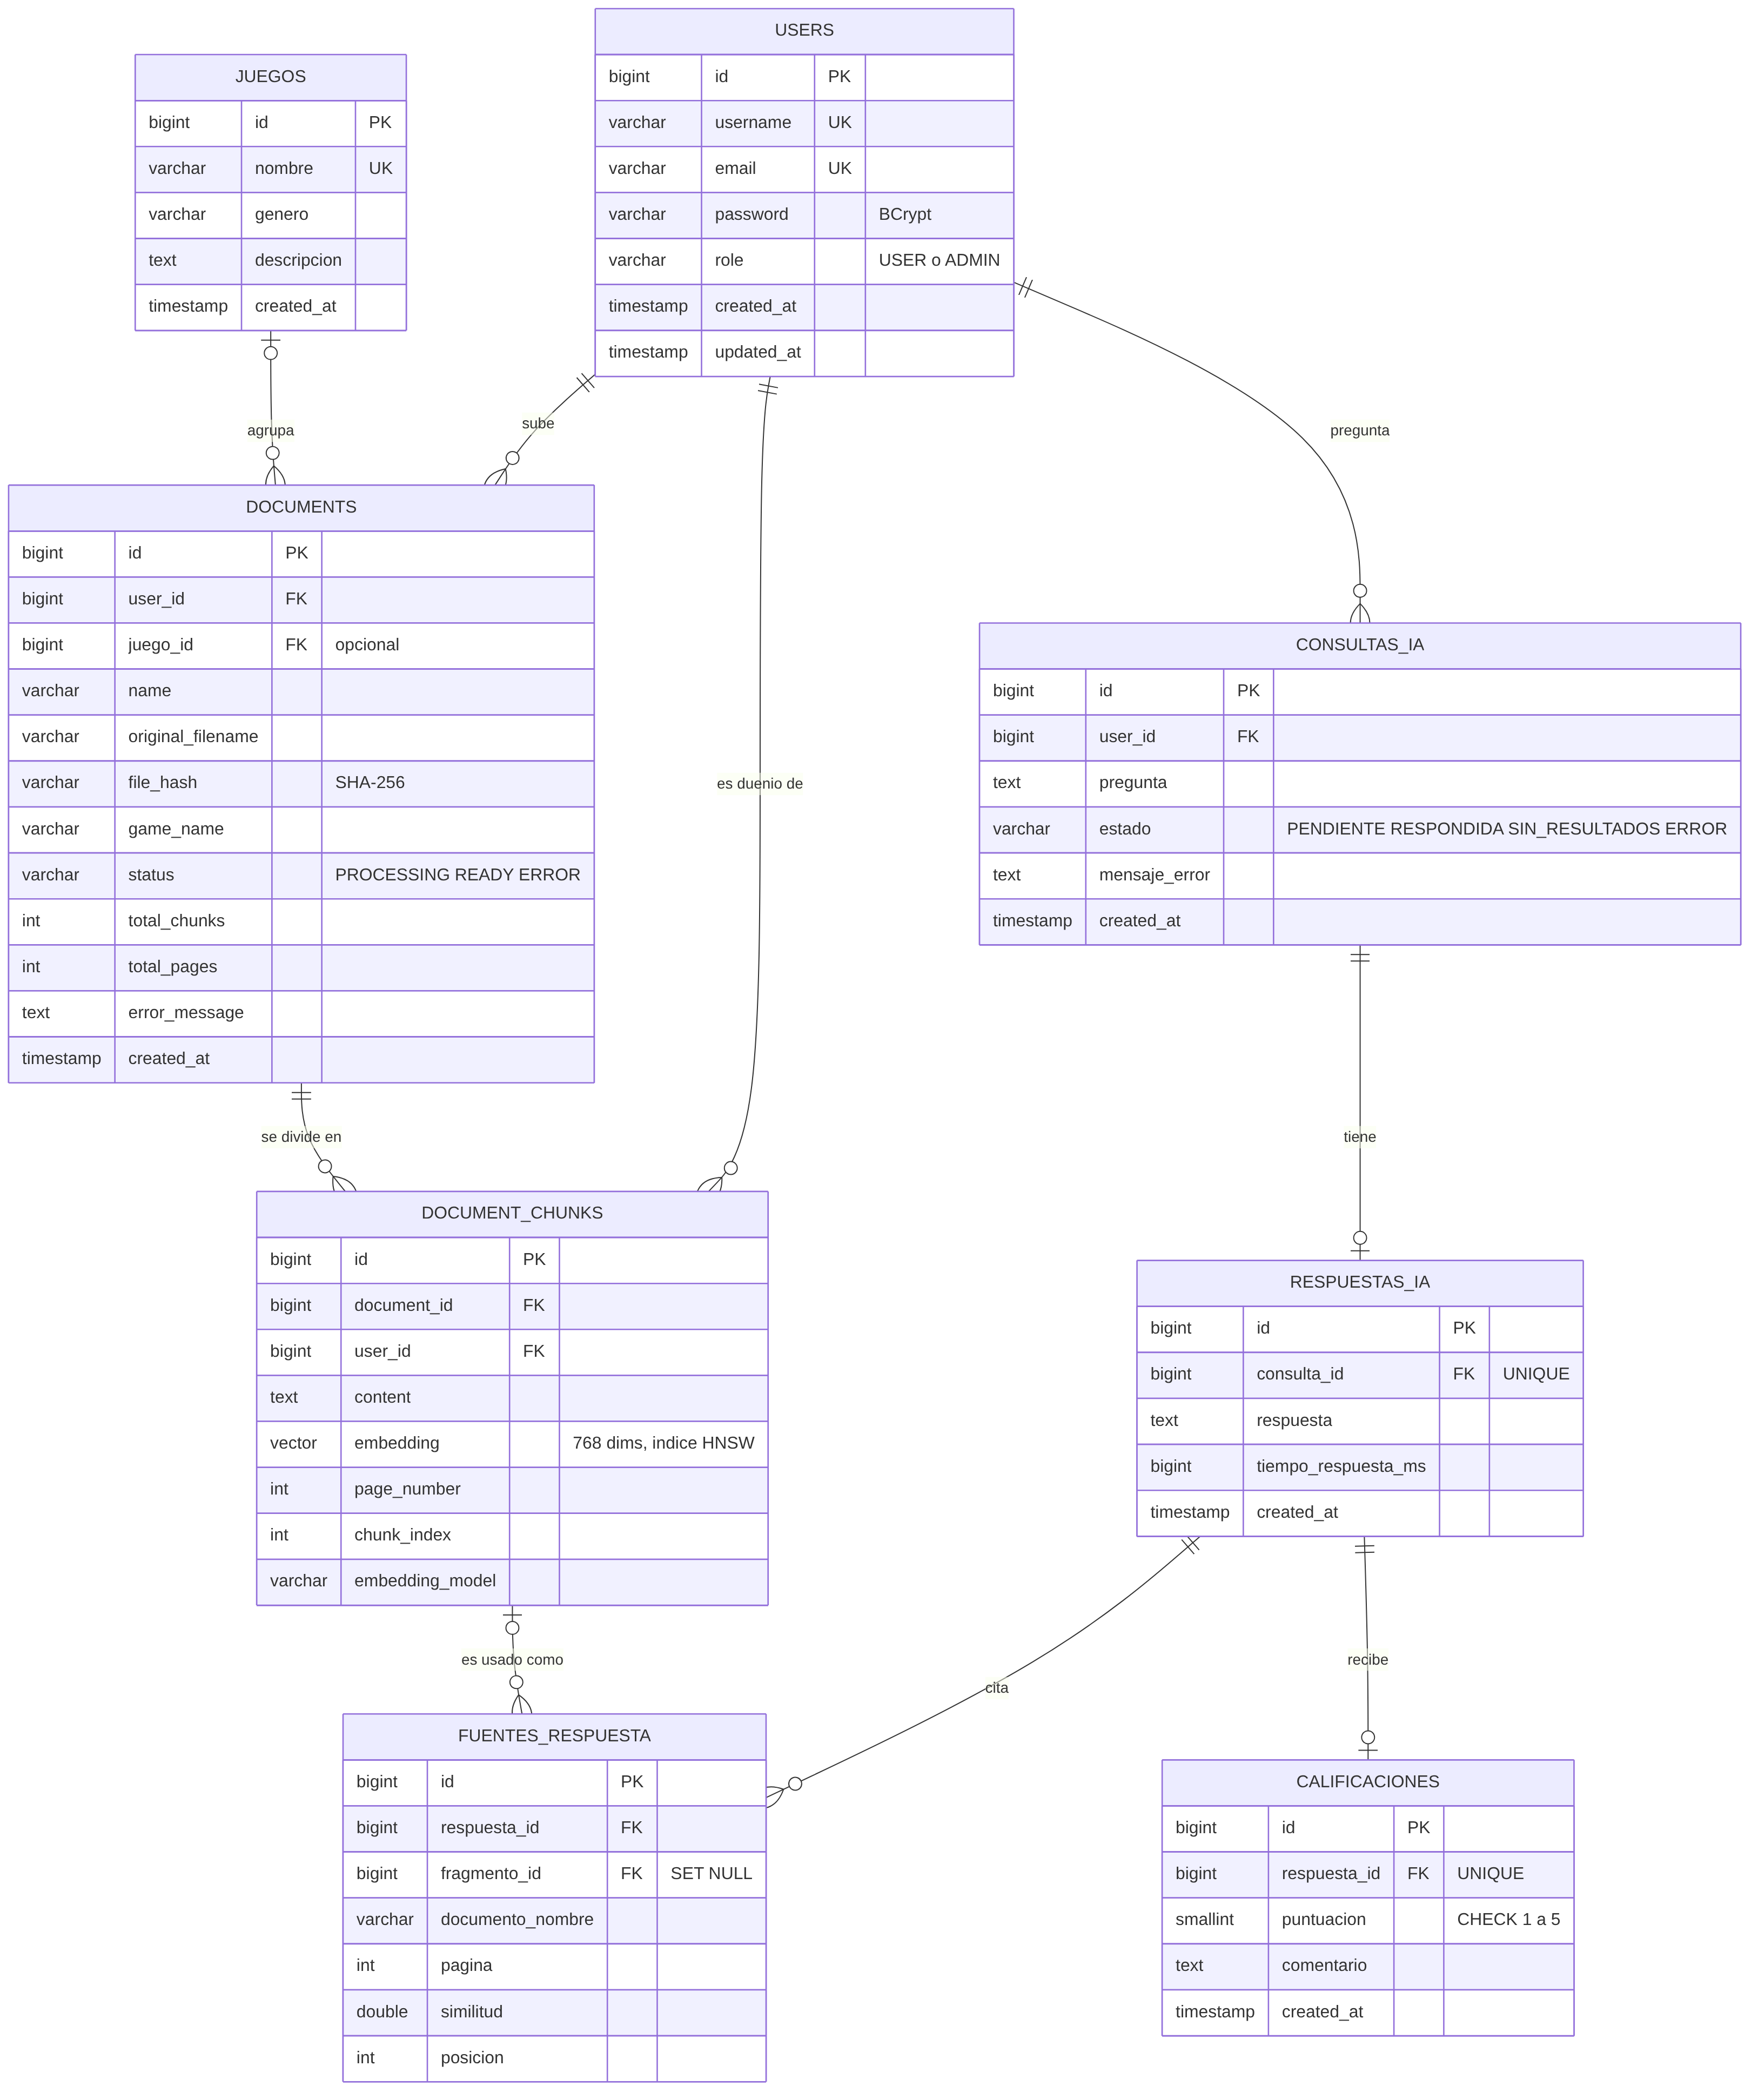 USERS
bigint id PK
varchar username UK
varchar email UK
varchar password BCrypt
varchar role USER o ADMIN
timestamp created_at
timestamp updated_at
JUEGOS
bigint id PK
varchar nombre UK
varchar genero
text descripcion
timestamp created_at
agrupa
sube
pregunta
DOCUMENTS
bigint id PK
bigint user_id FK
bigint juego_id FK opcional
varchar name
varchar original_filename
varchar file_hash SHA-256
varchar game_name
varchar status PROCESSING READY ERROR
int total_chunks
int total_pages
text error_message
timestamp created_at
es duenio de
CONSULTAS_IA
bigint id PK
bigint user_id FK
text pregunta
varchar estado PENDIENTE RESPONDIDA SIN_RESULTADOS ERROR
text mensaje_error
timestamp created_at
se divide en
tiene
DOCUMENT_CHUNKS
bigint id PK
bigint document_id FK
bigint user_id FK
text content
vector embedding 768 dims, indice HNSW
int page_number
int chunk_index
varchar embedding_model
RESPUESTAS_IA
bigint id PK
bigint consulta_id FK UNIQUE
text respuesta
bigint tiempo_respuesta_ms
timestamp created_at
es usado como
cita
recibe
FUENTES_RESPUESTA
bigint id PK
bigint respuesta_id FK
bigint fragmento_id FK SET NULL
varchar documento_nombre
int pagina
double similitud
int posicion
CALIFICACIONES
bigint id PK
bigint respuesta_id FK UNIQUE
smallint puntuacion CHECK 1 a 5
text comentario
timestamp created_at